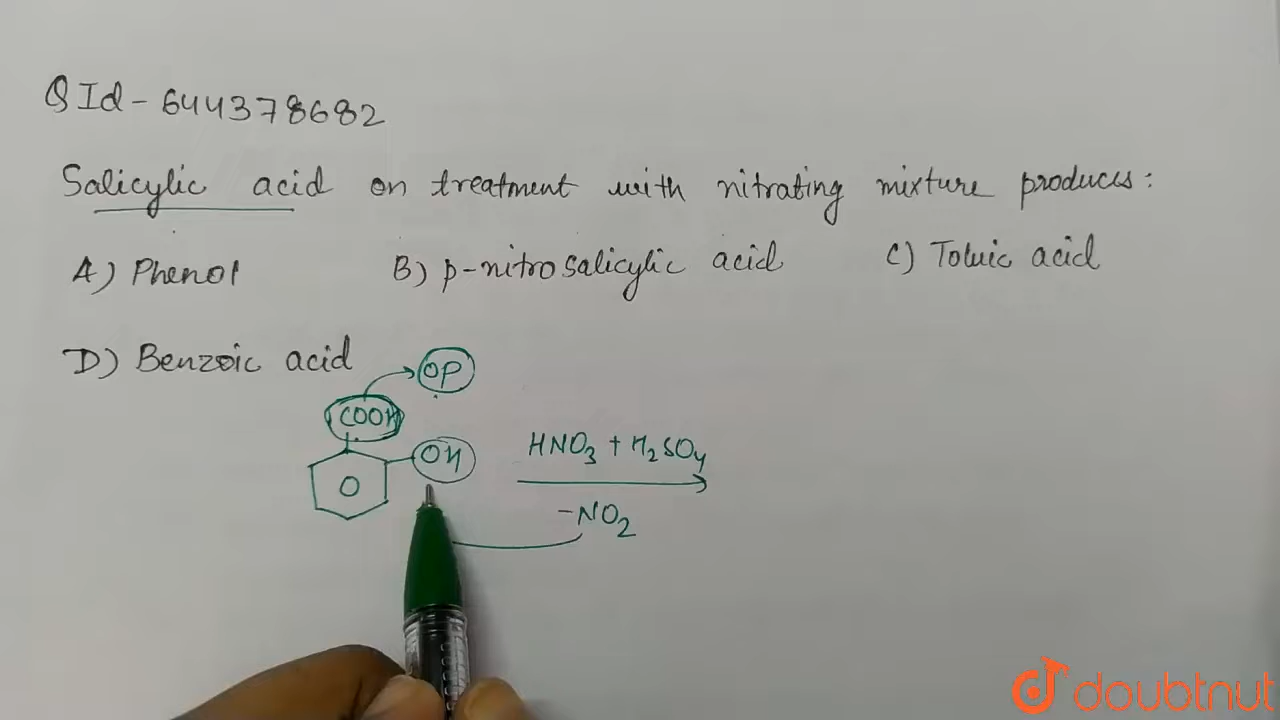 Q Id - 644378682
Salicylic acid on treatment with nitrating mixture produces:
A) Phenol B) p-nitrosalicylic acid C) Toluic acid
D) Benzoic acid
OP
COOH
OH
HNO3 + H2SO4
O
-NO2
doubtnut